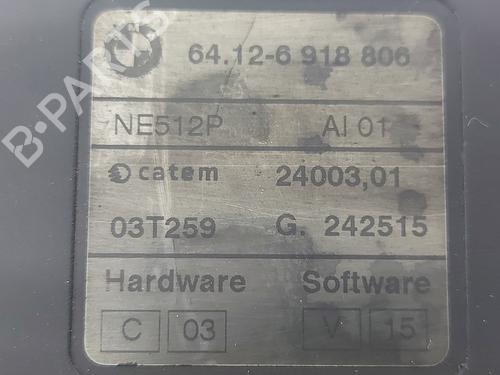 64.12-6 918 806
NE512P AI 01
catem 24003,01
03T259 G. 242515
Hardware Software
C 03 V 15
B-PARTS